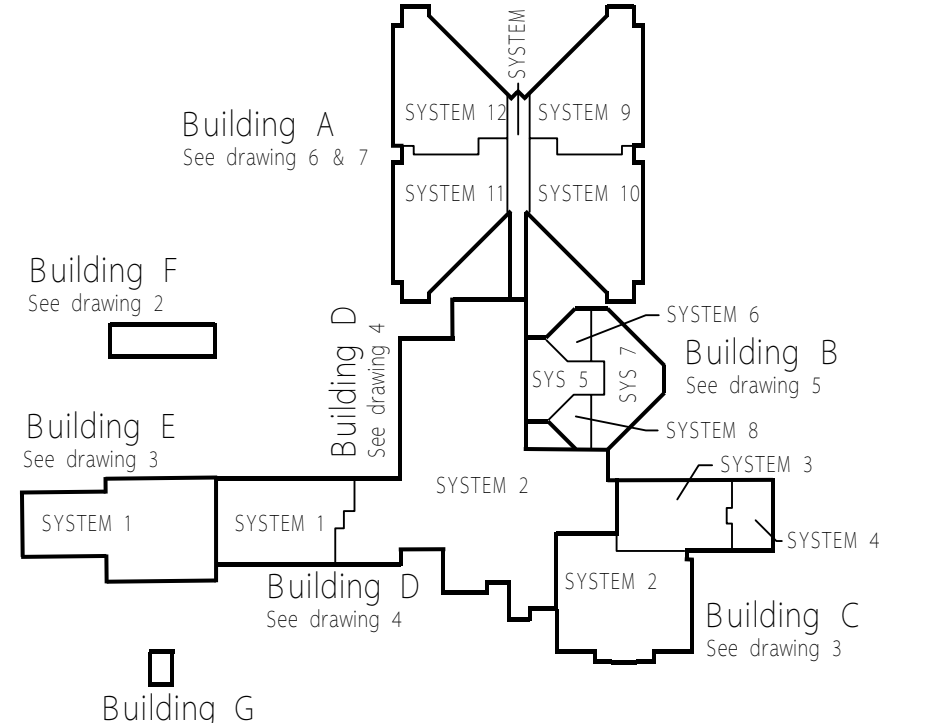 SYSTEM
SYSTEM 12
SYSTEM 9
Building A
See drawing 6 & 7
SYSTEM 11
SYSTEM 10
Building F
See drawing 2
Building D
See drawing 4
SYSTEM 6
SYS 5
SYS 7
Building B
See drawing 5
SYSTEM 8
Building E
See drawing 3
SYSTEM 3
SYSTEM 2
SYSTEM 1
SYSTEM 1
SYSTEM 4
Building D
See drawing 4
SYSTEM 2
Building C
See drawing 3
Building G